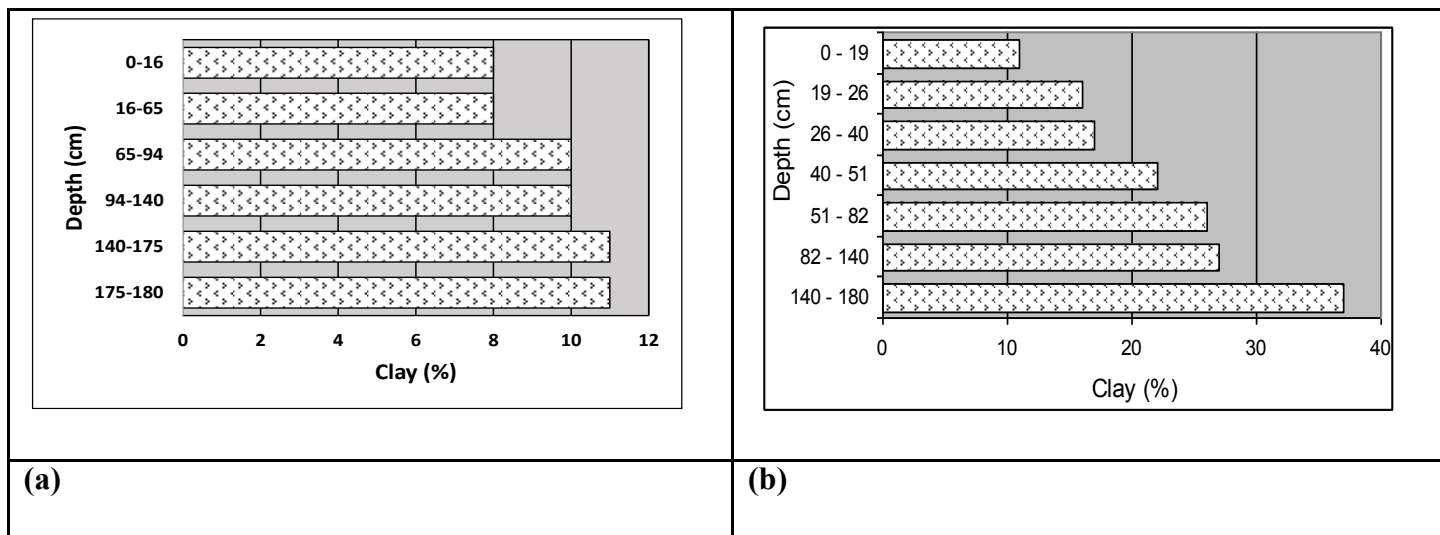 0-16
16-65
65-94
94-140
140-175
175-180
Depth (cm)
0 2 4 6 8 10 12
Clay (%)
0 - 19
19 - 26
26 - 40
40 - 51
51 - 82
82 - 140
140 - 180
Depth (cm)
0 10 20 30 40
Clay (%)
(a)
(b)